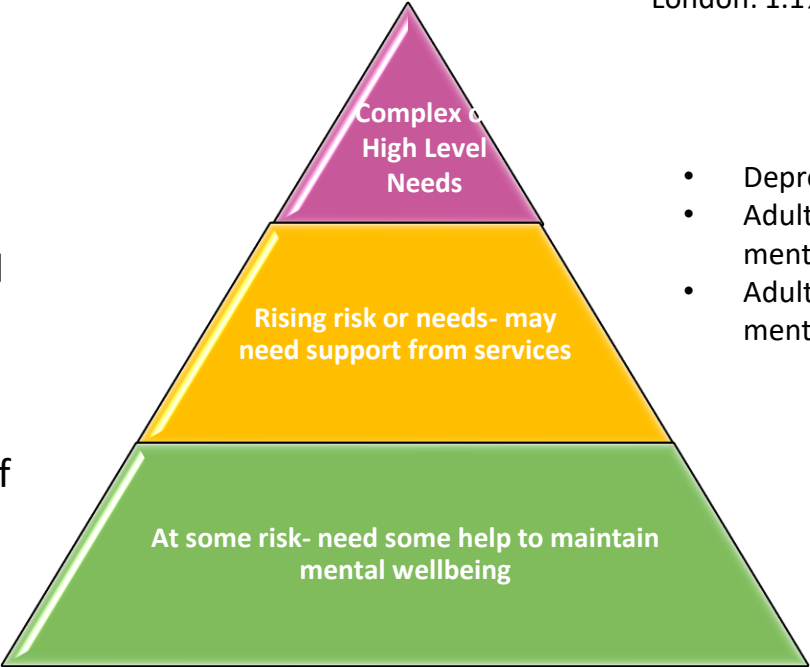 London: 1.1
Complex o
High Level
Needs
Depre
Adult
ment
Adult
ment
Rising risk or needs- may
need support from services
f
At some risk- need some help to maintain
mental wellbeing